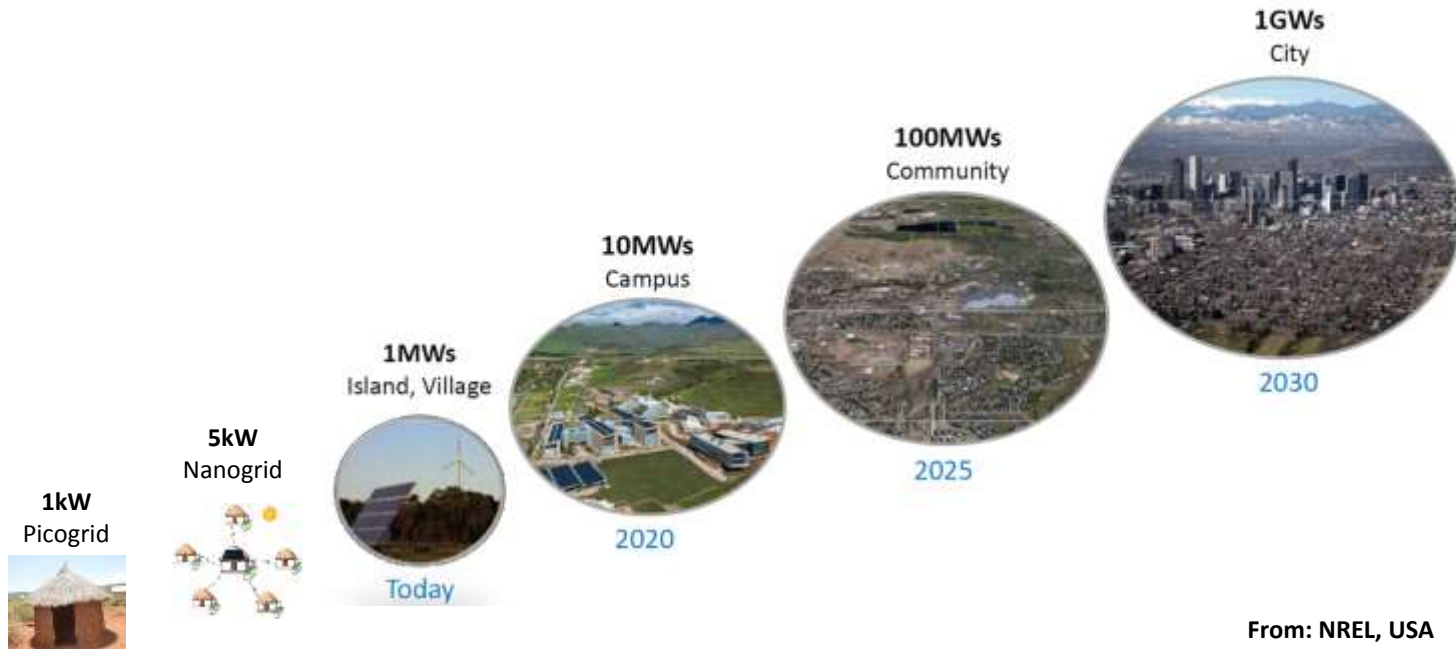 1GWs
City
100MWs
Community
10MWs
Campus
1MWs
Island, Village
5kW
Nanogrid
1kW
Picogrid
2030
2025
2020
Today
From: NREL, USA